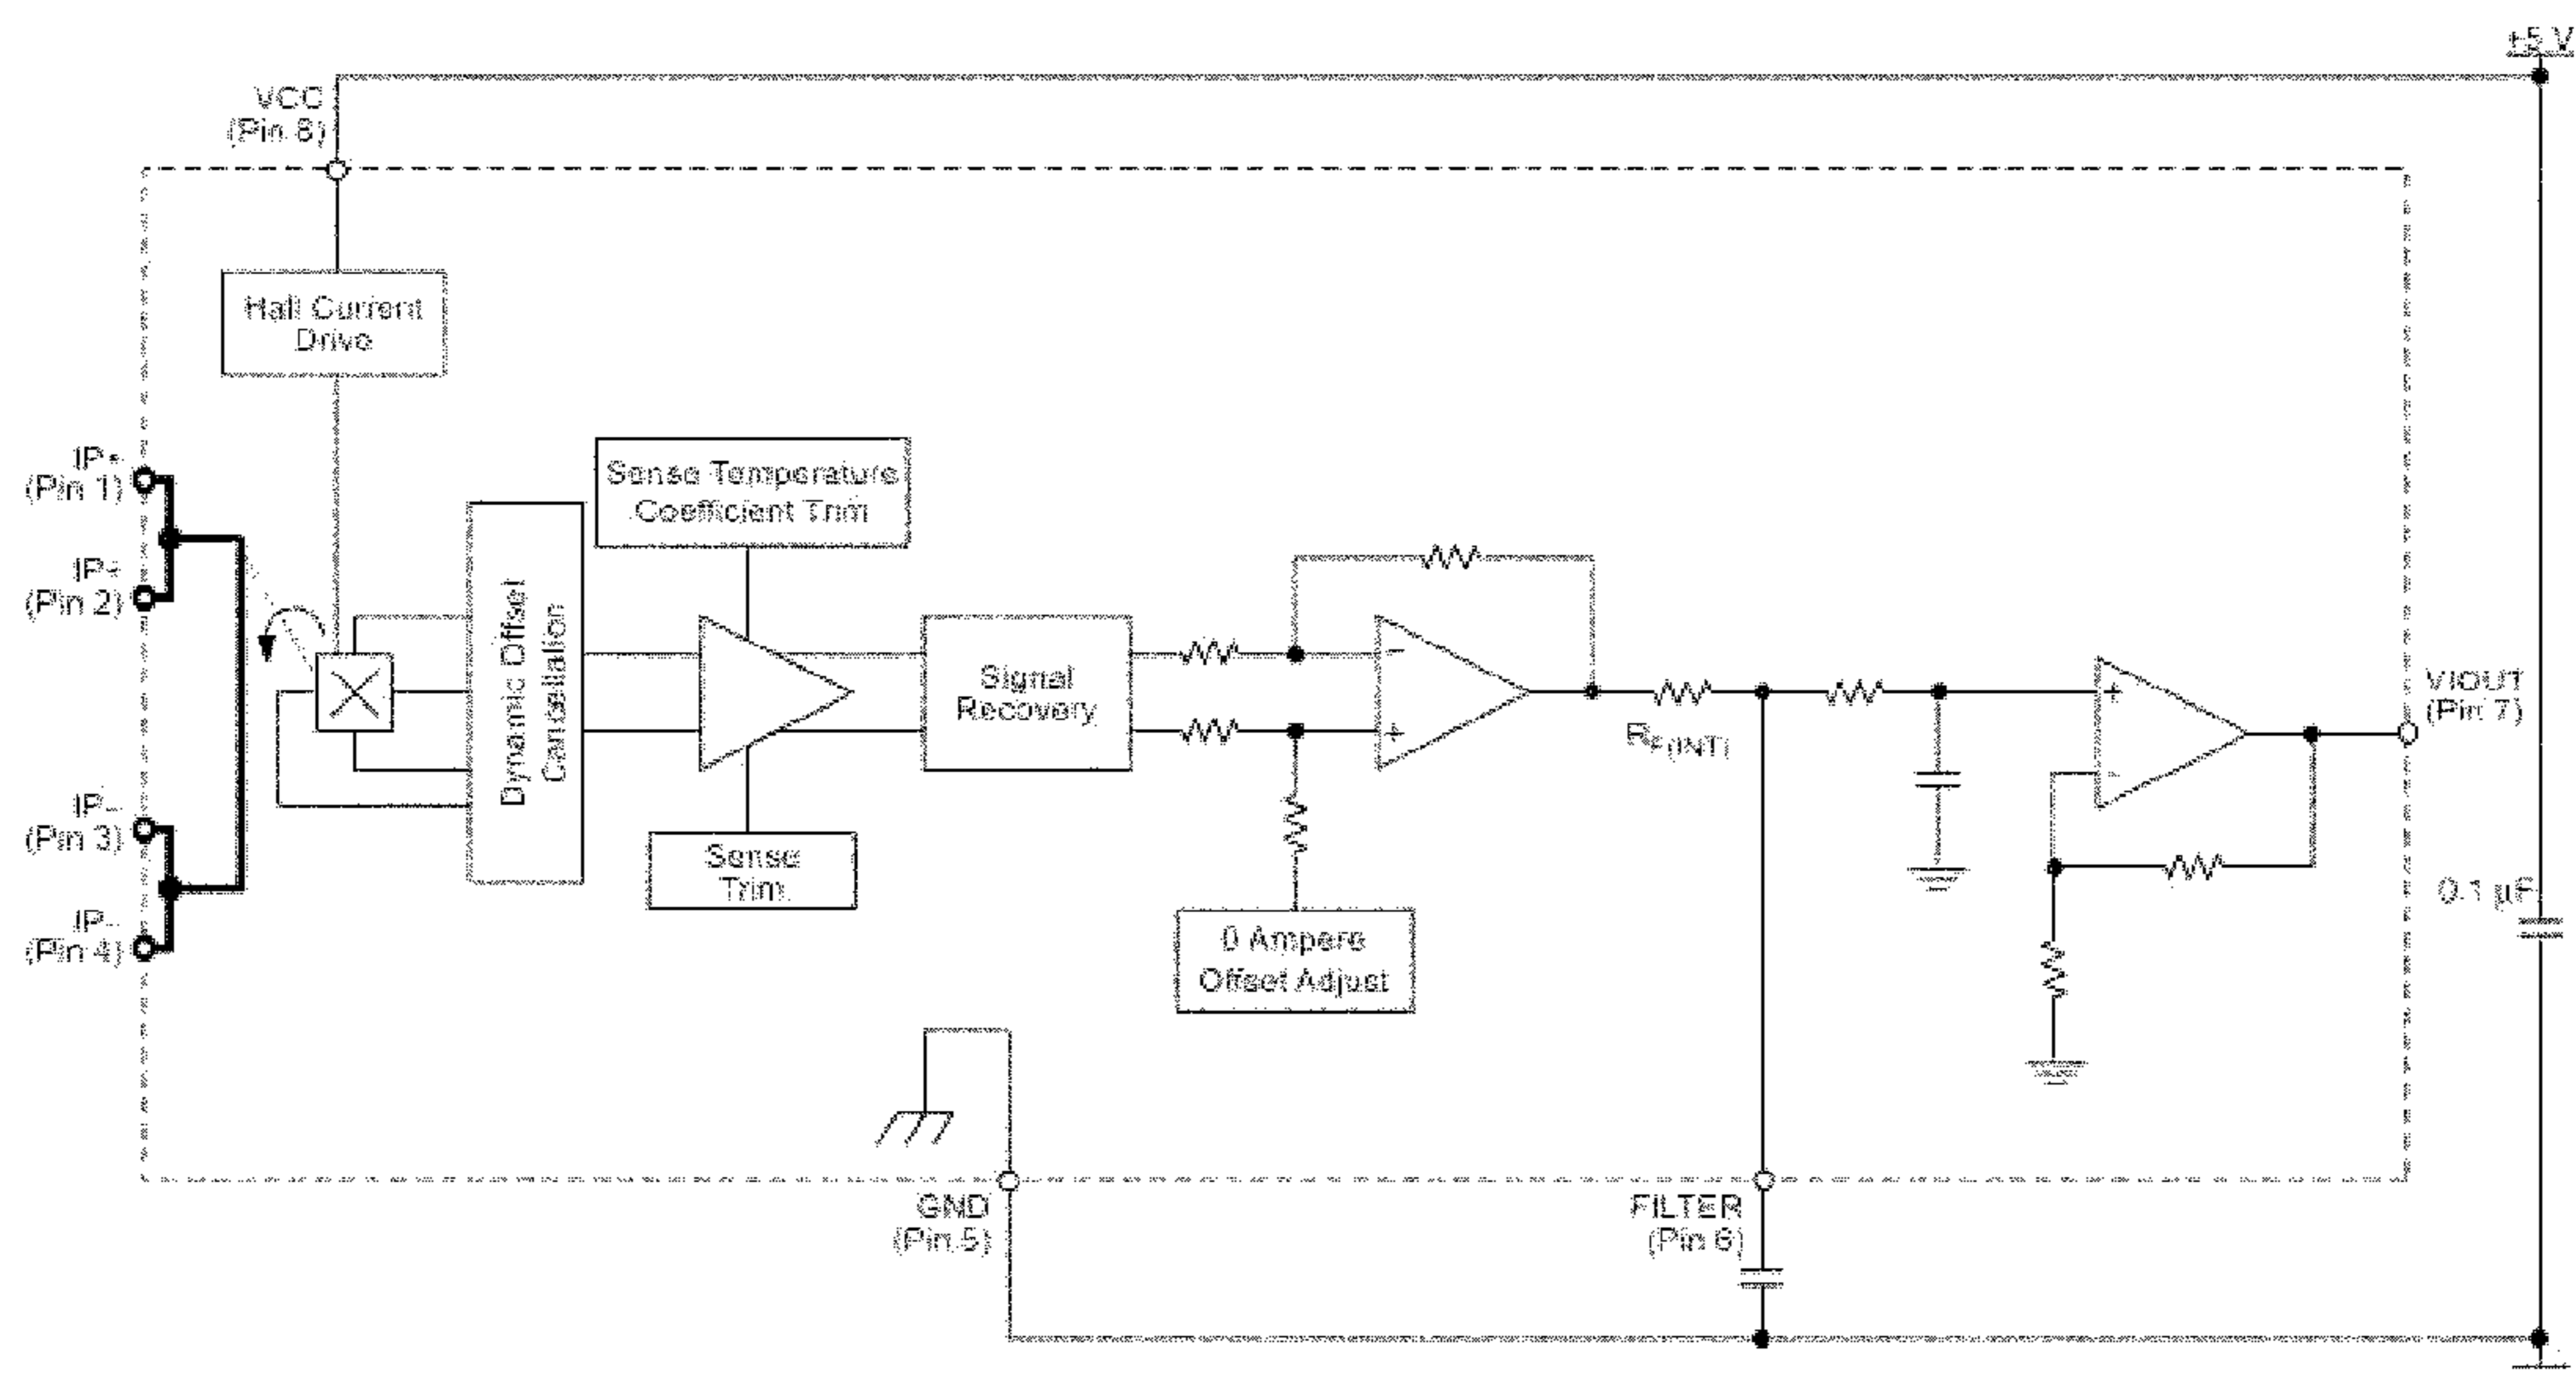 +5 V
VCC
(Pin 8)
Hall Current
Drive
IP+
(Pin 1)
IP+
(Pin 2)
IP–
(Pin 3)
IP–
(Pin 4)
Dynamic Offset
Cancellation
Sense Temperature
Coefficient Trim
Sense
Trim
Signal
Recovery
0 Ampere
Offset Adjust
RF(INT)
VIOUT
(Pin 7)
0.1 µF
GND
(Pin 5)
FILTER
(Pin 6)